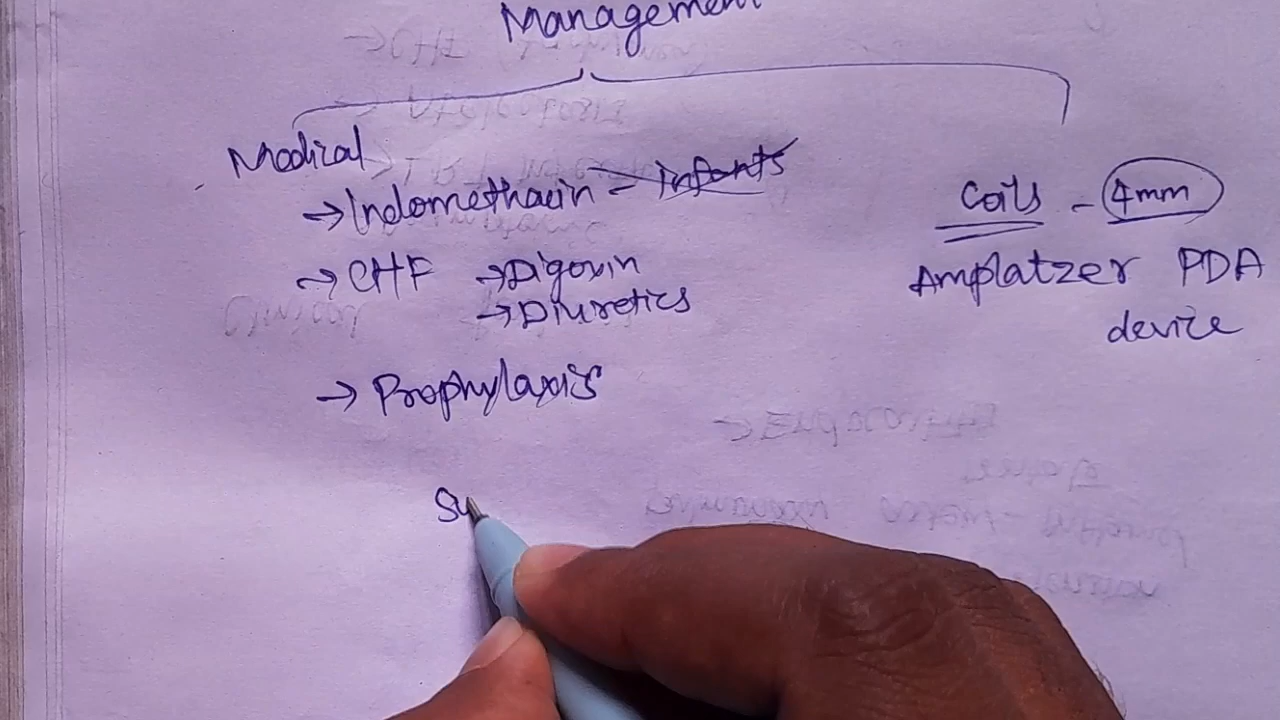 Management
Medical
→ Indomethacin - Infants
→ CHF → Digoxin
→ Diuretics
→ Prophylaxis
Su
Coils - 4mm
Amplatzer PDA
device